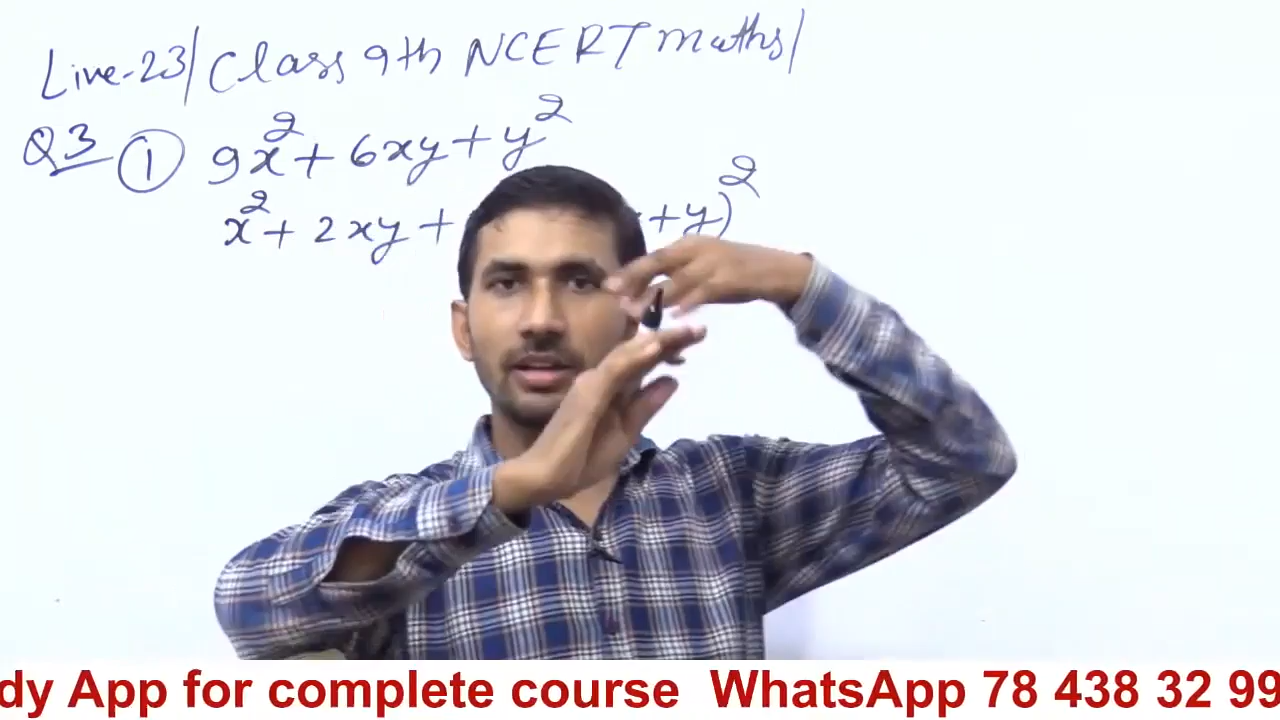 Live-23/ Class 9th NCERT maths/
Q3 ① 9x² + 6xy + y²
x² + 2xy + +y)²
dy App for complete course WhatsApp 78 438 32 99